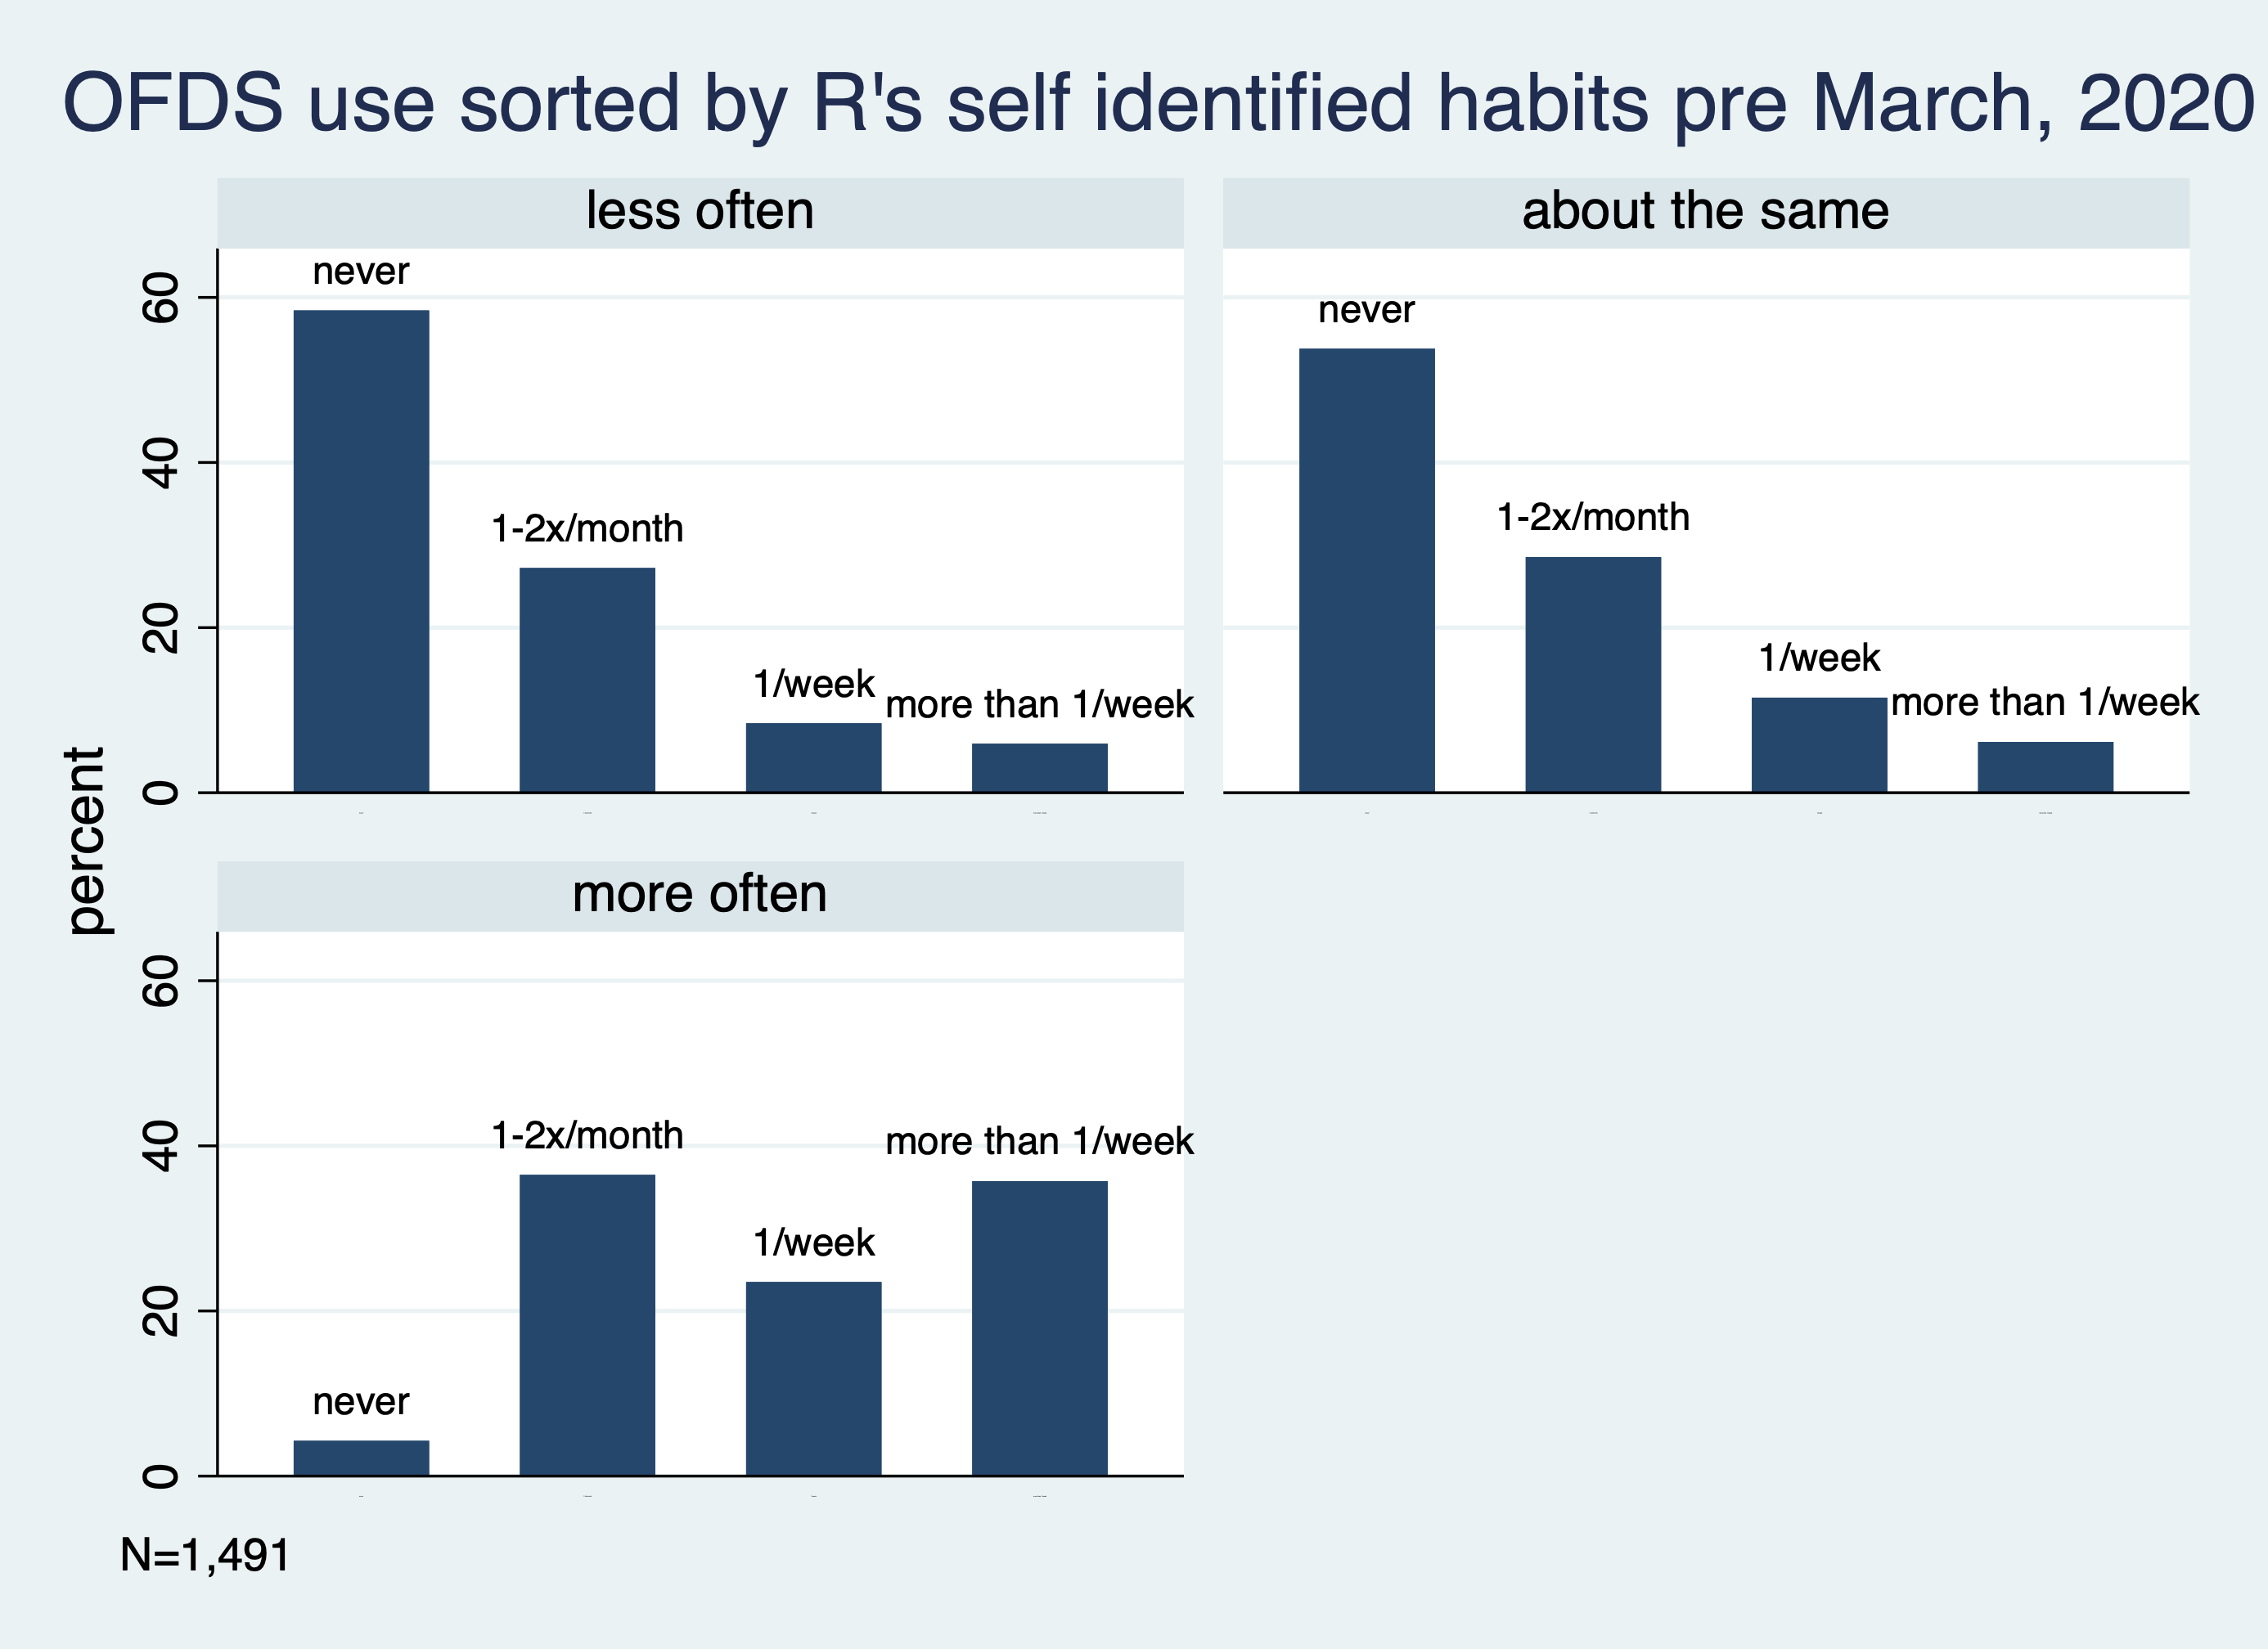 OFDS use sorted by R's self identified habits pre March, 2020
less often
about the same
60
40
20
0
never
1-2x/month
1/week
more than 1/week
never
1-2x/month
1/week
more than 1/week
percent
more often
60
40
20
0
never
1-2x/month
1/week
more than 1/week
N=1,491